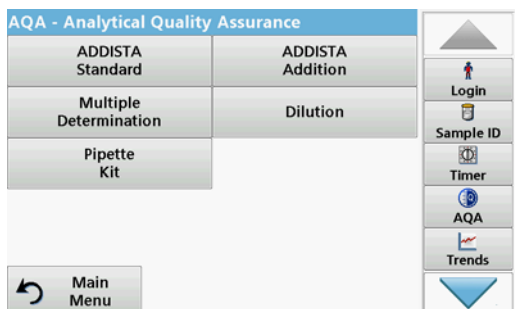 AQA - Analytical Quality Assurance
ADDISTA
Standard
ADDISTA
Addition
Multiple
Determination
Dilution
Pipette
Kit
Main
Menu
Login
Sample ID
Timer
AQA
Trends